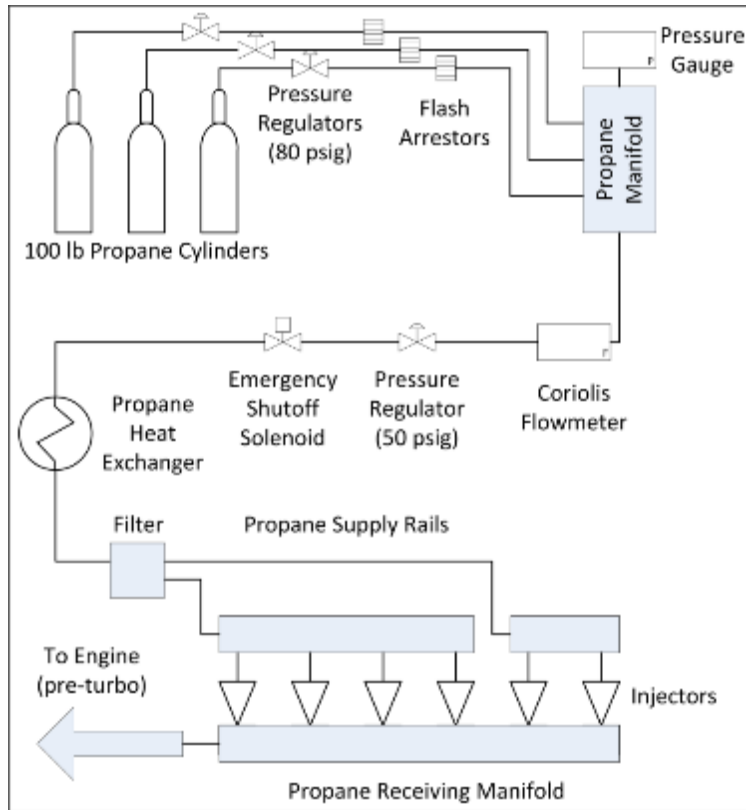 Pressure
Gauge
P
Pressure
Regulators
(80 psig)
Flash
Arrestors
Propane
Manifold
100 lb Propane Cylinders
Emergency
Shutoff
Solenoid
Pressure
Regulator
(50 psig)
F
Coriolis
Flowmeter
Propane
Heat
Exchanger
Filter
Propane Supply Rails
To Engine
(pre-turbo)
Injectors
Propane Receiving Manifold